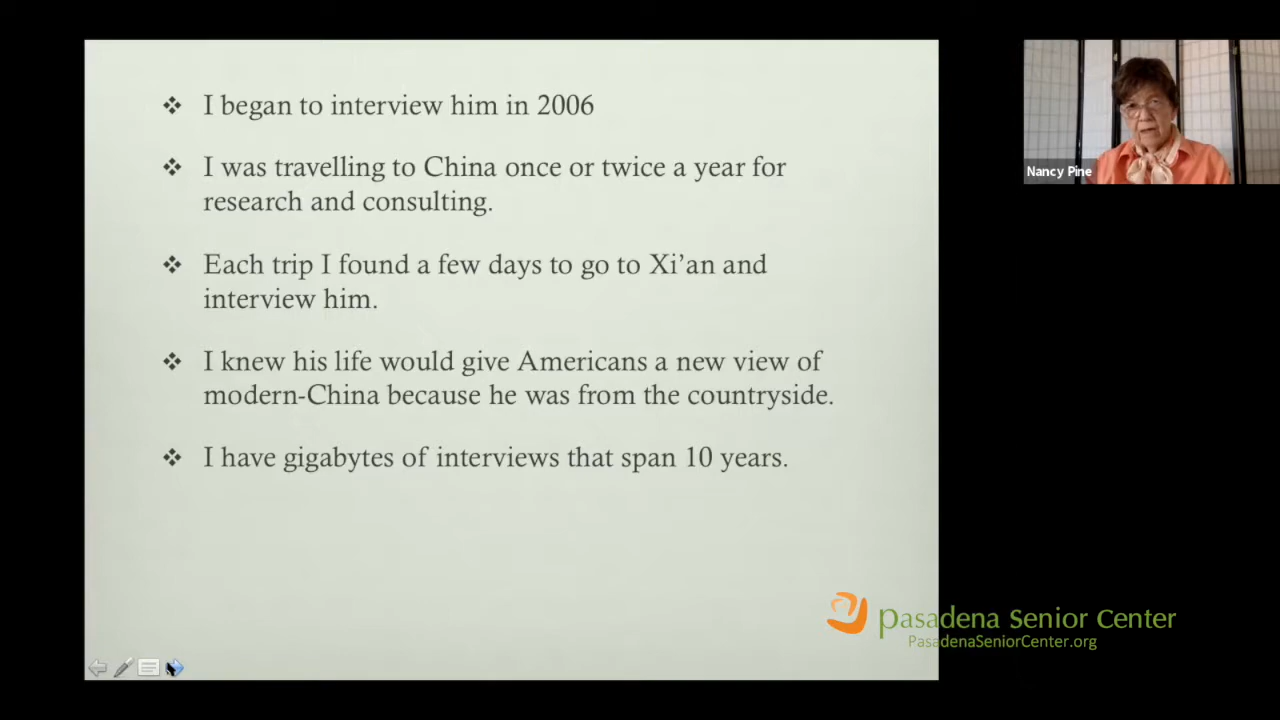 I began to interview him in 2006
I was travelling to China once or twice a year for
research and consulting.
Each trip I found a few days to go to Xi’an and
interview him.
I knew his life would give Americans a new view of
modern-China because he was from the countryside.
I have gigabytes of interviews that span 10 years.
Nancy Pine
Pasadena Senior Center
PasadenaSeniorCenter.org